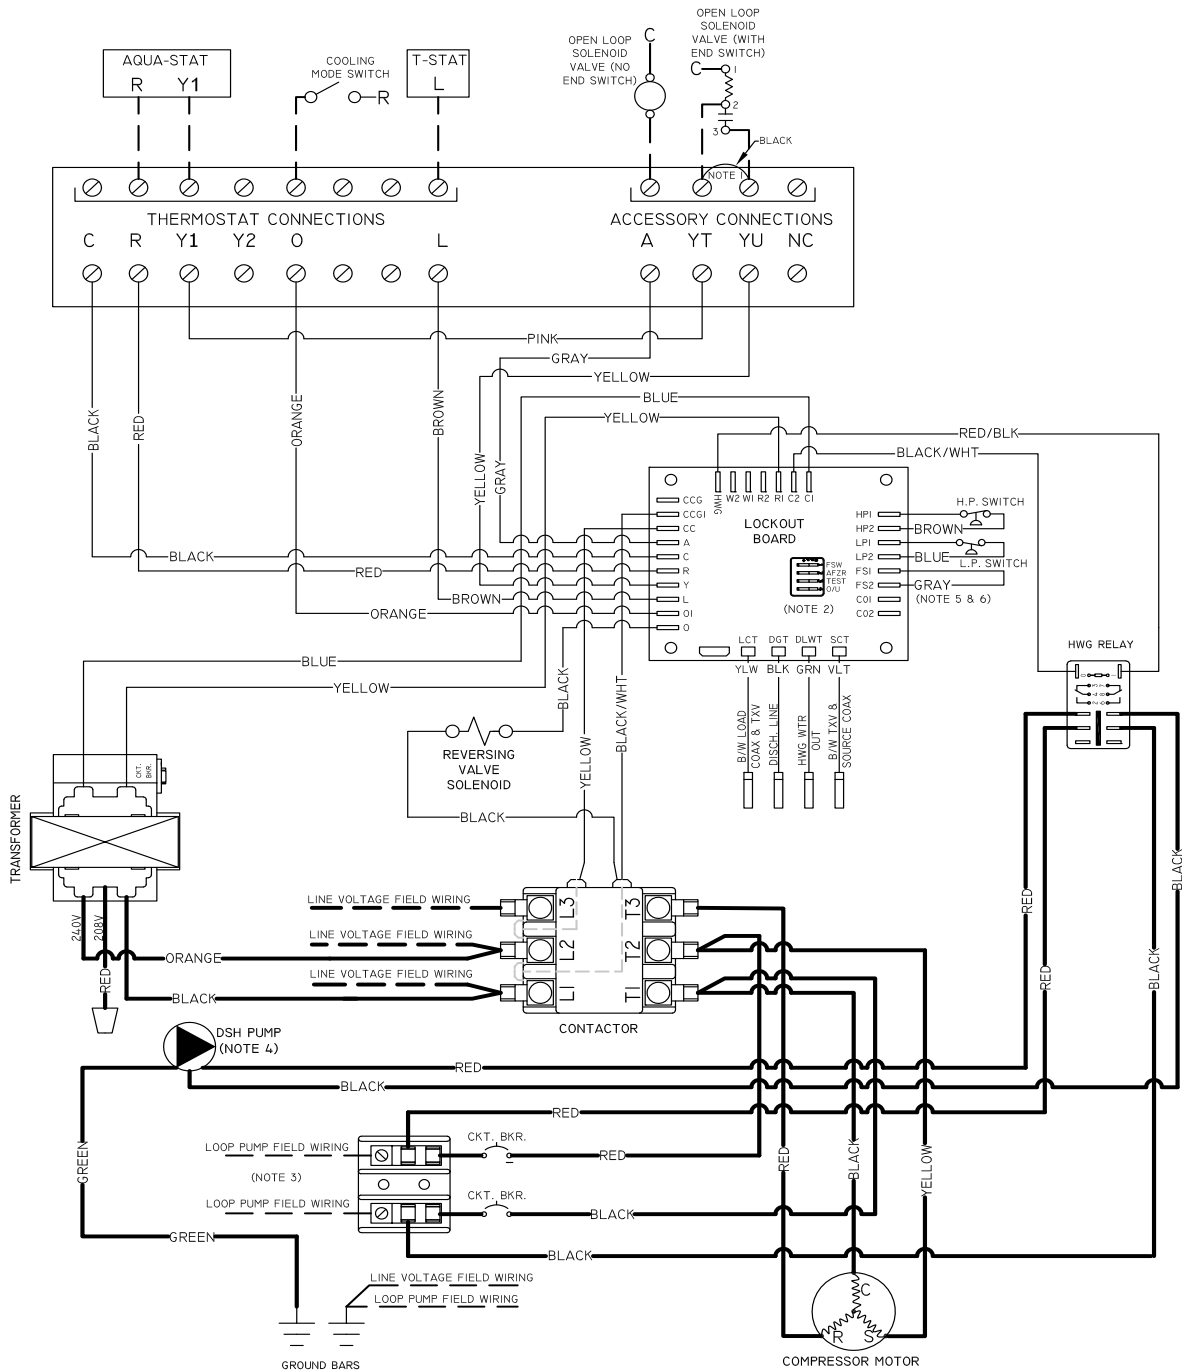 OPEN LOOP
SOLENOID
VALVE (WITH
END SWITCH)
OPEN LOOP
SOLENOID
VALVE (NO
END SWITCH)
C
C
1
2
3
BLACK
NOTE 1
AQUA-STAT
R Y1
COOLING
MODE SWITCH
R
T-STAT
L
THERMOSTAT CONNECTIONS
C R Y1 Y2 O L
ACCESSORY CONNECTIONS
A YT YU NC
PINK
GRAY
YELLOW
BLUE
YELLOW
RED/BLK
BLACK/WHT
BLACK
RED
ORANGE
BROWN
YELLOW
GRAY
HWG W2 W1 R2 R1 C2 C1
CCG
CCG1
CC
A
C
R
Y
L
O1
O
LOCKOUT
BOARD
FSW
AFZR
TEST
O/U
(NOTE 2)
HP1
HP2
LP1
LP2
FS1
FS2
CO1
CO2
H.P. SWITCH
BROWN
BLUE
L.P. SWITCH
GRAY
(NOTE 5 & 6)
BLACK
RED
BROWN
ORANGE
LCT DGT DLWT SCT
YLW BLK GRN VLT
B/W LOAD
COAX & TXV
DISCH. LINE
HWG WTR
OUT
B/W TXV &
SOURCE COAX
HWG RELAY
BLUE
YELLOW
BLACK
BLACK/WHT
YELLOW
REVERSING
VALVE
SOLENOID
BLACK
CKT.
BKR.
TRANSFORMER
240V
208V
RED
ORANGE
BLACK
LINE VOLTAGE FIELD WIRING
LINE VOLTAGE FIELD WIRING
LINE VOLTAGE FIELD WIRING
L3 T3
L2 T2
L1 T1
CONTACTOR
RED
RED
BLACK
BLACK
DSH PUMP
(NOTE 4)
RED
BLACK
RED
GREEN
LOOP PUMP FIELD WIRING
(NOTE 3)
LOOP PUMP FIELD WIRING
CKT. BKR.
RED
CKT. BKR.
BLACK
BLACK
RED
BLACK
YELLOW
GREEN
LINE VOLTAGE FIELD WIRING
LOOP PUMP FIELD WIRING
GROUND BARS
C
R S
COMPRESSOR MOTOR